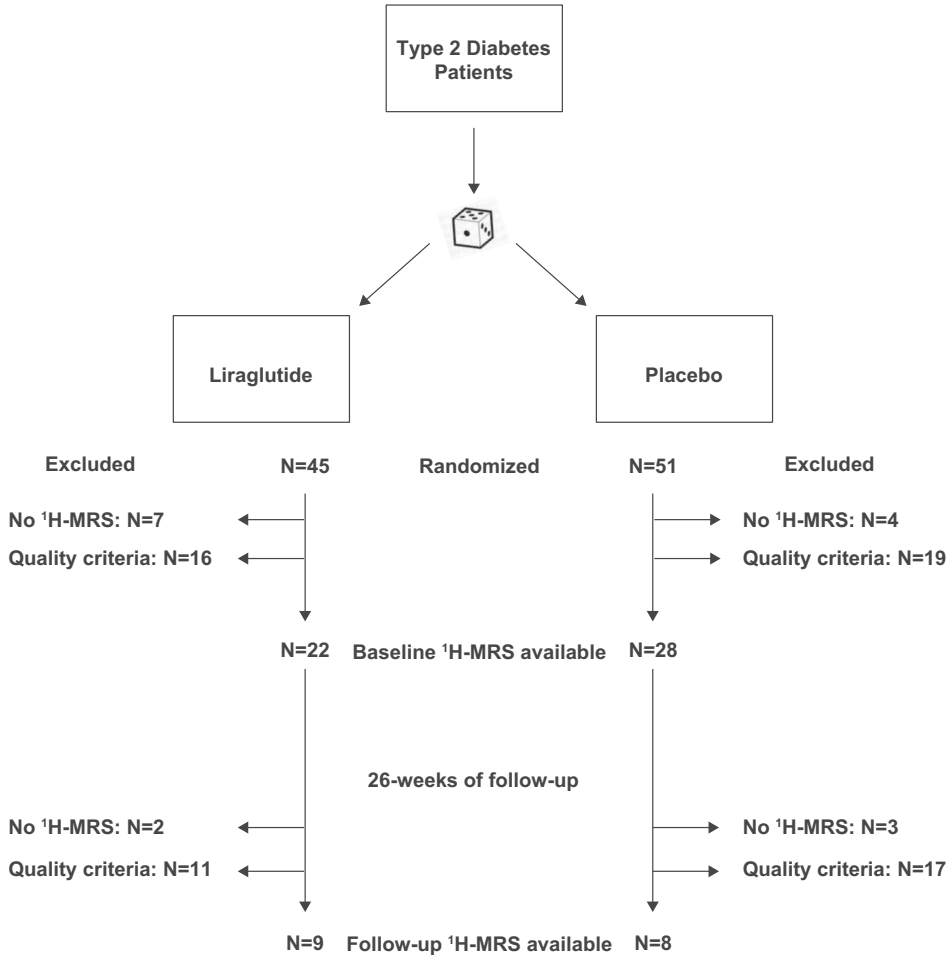 Type 2 Diabetes
Patients
Liraglutide
Placebo
Excluded N=45 Randomized N=51 Excluded
No ¹H-MRS: N=7 No ¹H-MRS: N=4
Quality criteria: N=16 Quality criteria: N=19
N=22 Baseline ¹H-MRS available N=28
26-weeks of follow-up
No ¹H-MRS: N=2 No ¹H-MRS: N=3
Quality criteria: N=11 Quality criteria: N=17
N=9 Follow-up ¹H-MRS available N=8